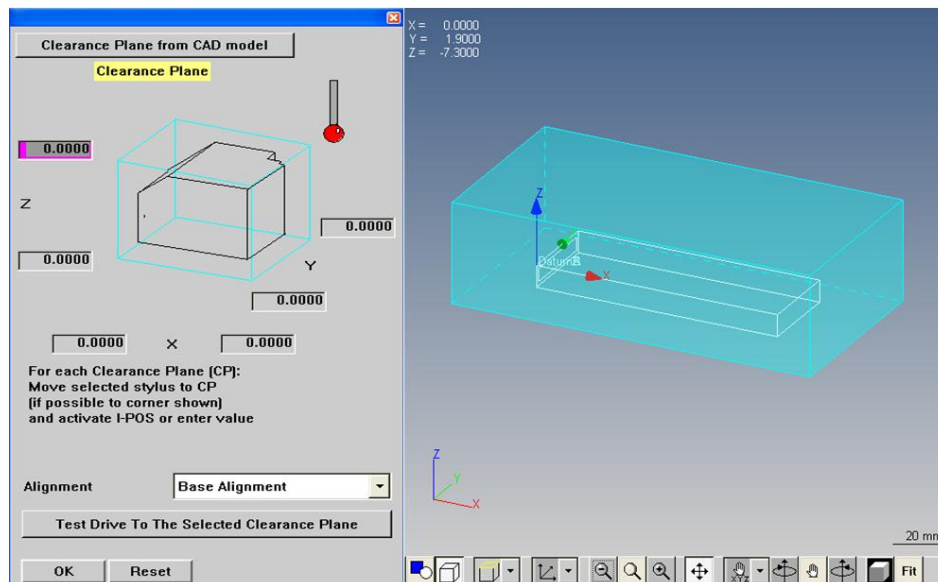 Clearance Plane from CAD model
Clearance Plane
0.0000
Z
0.0000
0.0000
Y
0.0000
0.0000 X 0.0000
For each Clearance Plane (CP):
Move selected stylus to CP
(if possible to corner shown)
and activate I-POS or enter value
Alignment Base Alignment
Test Drive To The Selected Clearance Plane
OK Reset
X = 0.0000
Y = 1.9000
Z = -7.3000
Z
X
Z
Y
X
20 mm
XYZ
Fit